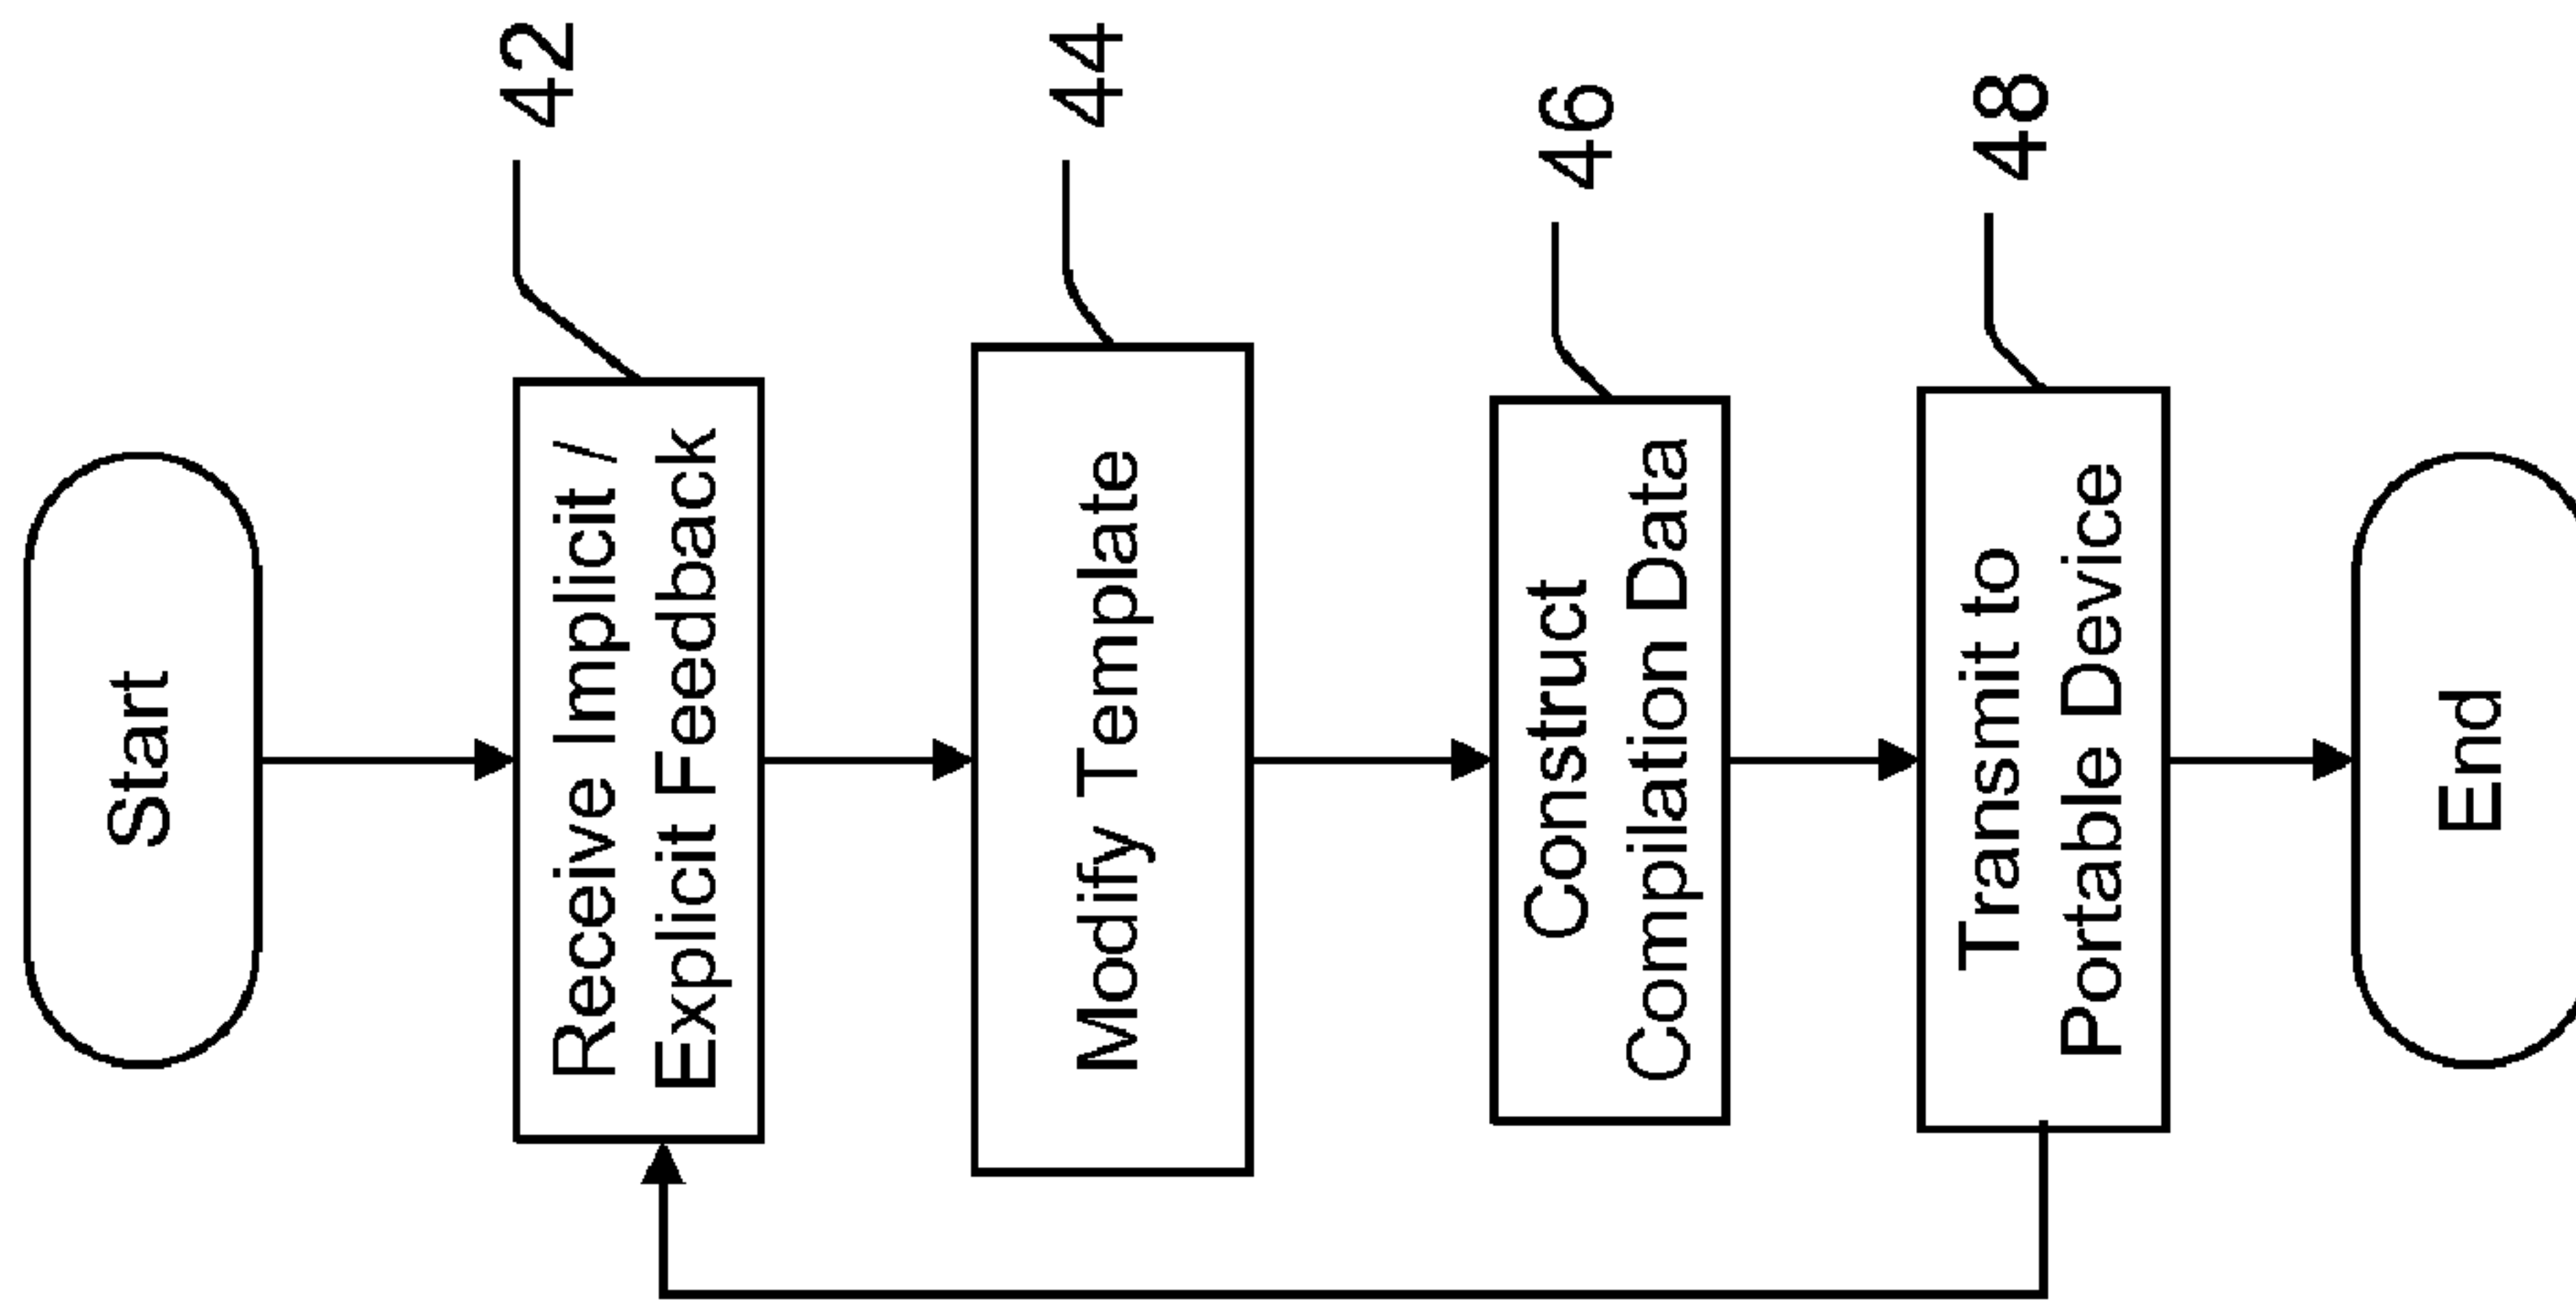 Start
42
Receive Implicit /
Explicit Feedback
44
Modify Template
46
Construct
Compilation Data
48
Transmit to
Portable Device
End